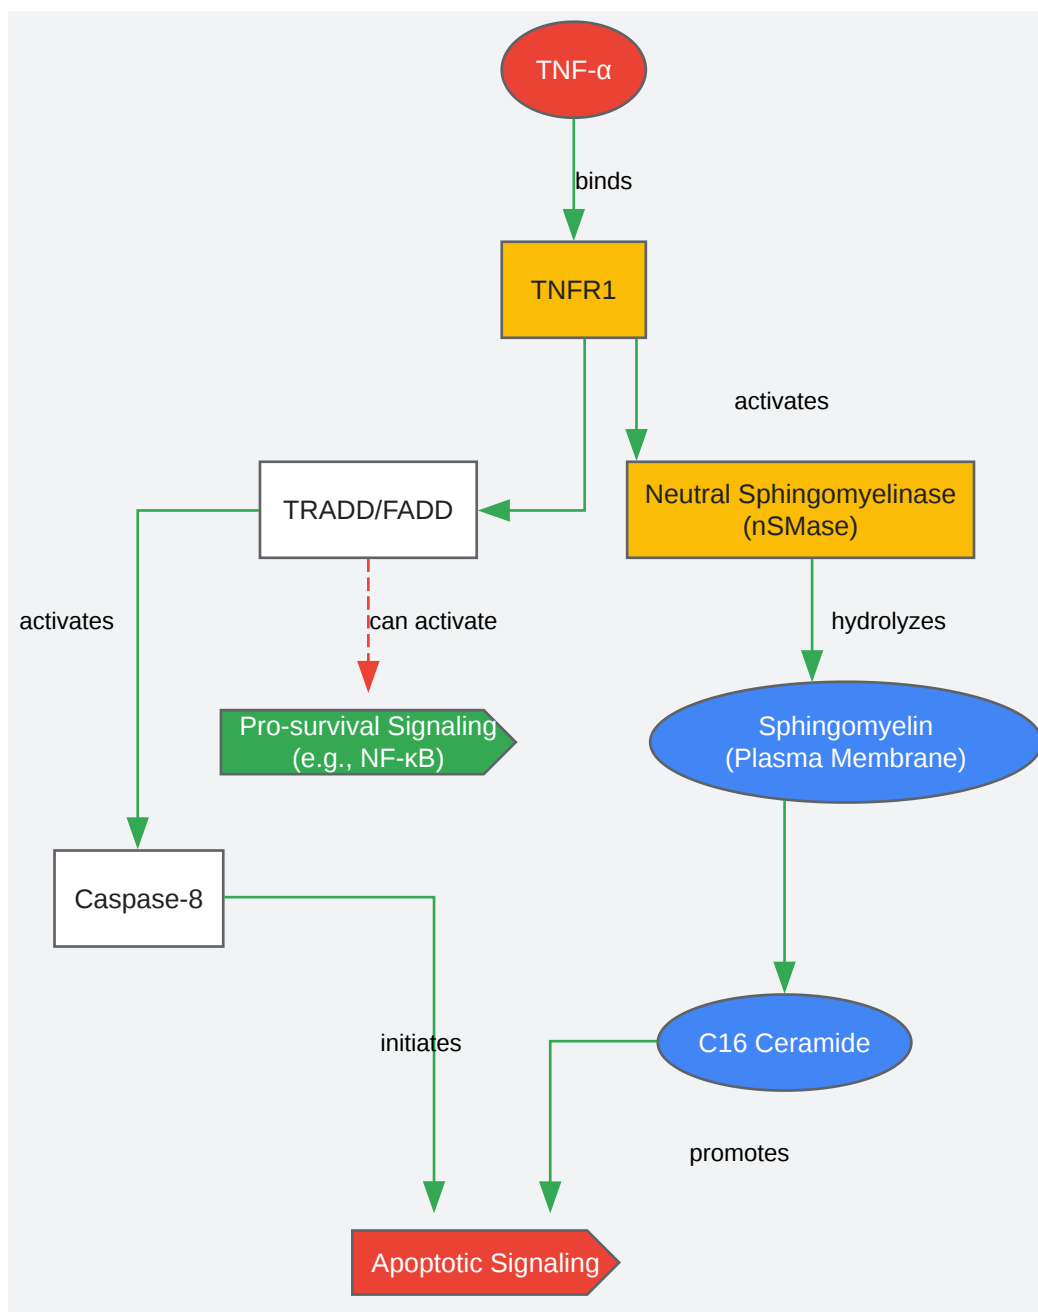 TNF-α
binds
TNFR1
activates
TRADD/FADD
Neutral Sphingomyelinase
(nSMase)
activates
can activate
hydrolyzes
Pro-survival Signaling
(e.g., NF-κB)
Sphingomyelin
(Plasma Membrane)
Caspase-8
initiates
C16 Ceramide
promotes
Apoptotic Signaling